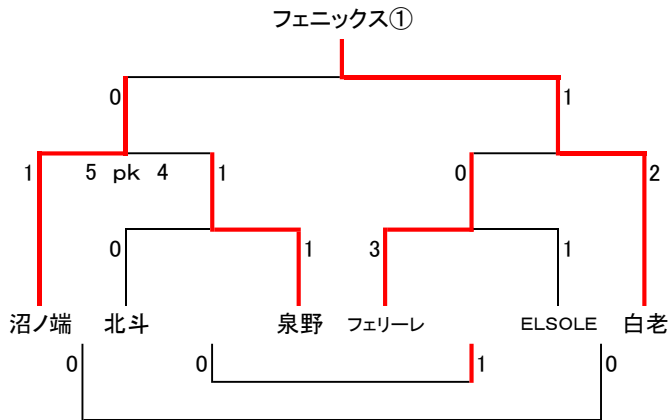 フェニックス①
0 1
1 5 pk 4 1 0 2
0 1 3 1
沼ノ端 北斗 泉野 フェリーレ ELSOLE 白老
0 0 1 0